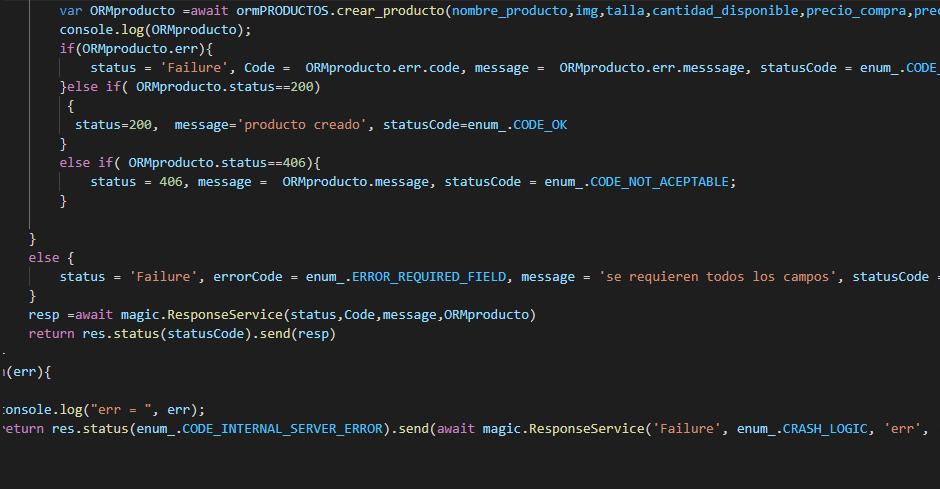 var ORMproducto =await ormPRODUCTOS.crear_producto(nombre_producto,img,talla,cantidad_disponible,precio_compra,prec
console.log(ORMproducto);
if(ORMproducto.err){
status = 'Failure', Code =  ORMproducto.err.code, message =  ORMproducto.err.messsage, statusCode = enum_.CODE_
}else if( ORMproducto.status==200)
{
status=200,  message='producto creado', statusCode=enum_.CODE_OK
}
else if( ORMproducto.status==406){
status = 406, message =  ORMproducto.message, statusCode = enum_.CODE_NOT_ACEPTABLE;
}
}
else {
status = 'Failure', errorCode = enum_.ERROR_REQUIRED_FIELD, message = 'se requieren todos los campos', statusCode =
}
resp =await magic.ResponseService(status,Code,message,ORMproducto)
return res.status(statusCode).send(resp)
(err){
onsole.log("err = ", err);
eturn res.status(enum_.CODE_INTERNAL_SERVER_ERROR).send(await magic.ResponseService('Failure', enum_.CRASH_LOGIC, 'err',